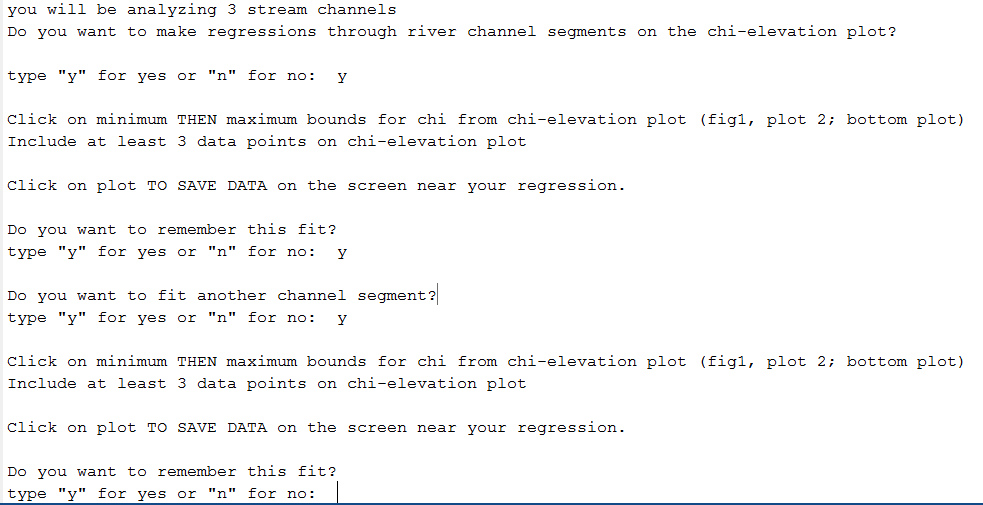 you will be analyzing 3 stream channels
Do you want to make regressions through river channel segments on the chi-elevation plot?
type "y" for yes or "n" for no:  y
Click on minimum THEN maximum bounds for chi from chi-elevation plot (fig1, plot 2; bottom plot)
Include at least 3 data points on chi-elevation plot
Click on plot TO SAVE DATA on the screen near your regression.
Do you want to remember this fit?
type "y" for yes or "n" for no:  y
Do you want to fit another channel segment?
type "y" for yes or "n" for no:  y
Click on minimum THEN maximum bounds for chi from chi-elevation plot (fig1, plot 2; bottom plot)
Include at least 3 data points on chi-elevation plot
Click on plot TO SAVE DATA on the screen near your regression.
Do you want to remember this fit?
type "y" for yes or "n" for no: